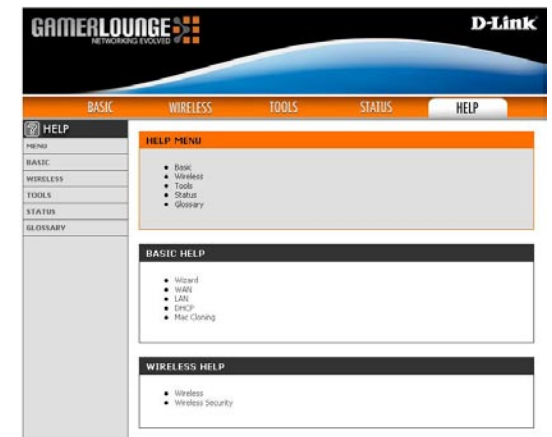 GAMERLOUNGE
NETWORKING EVOLVED
D-Link
BASIC WIRELESS TOOLS STATUS HELP
HELP
MENU
BASIC
WIRELESS
TOOLS
STATUS
GLOSSARY
HELP MENU
Basic
Wireless
Tools
Status
Glossary
BASIC HELP
Wizard
WAN
LAN
DHCP
Mac Cloning
WIRELESS HELP
Wireless
Wireless Security